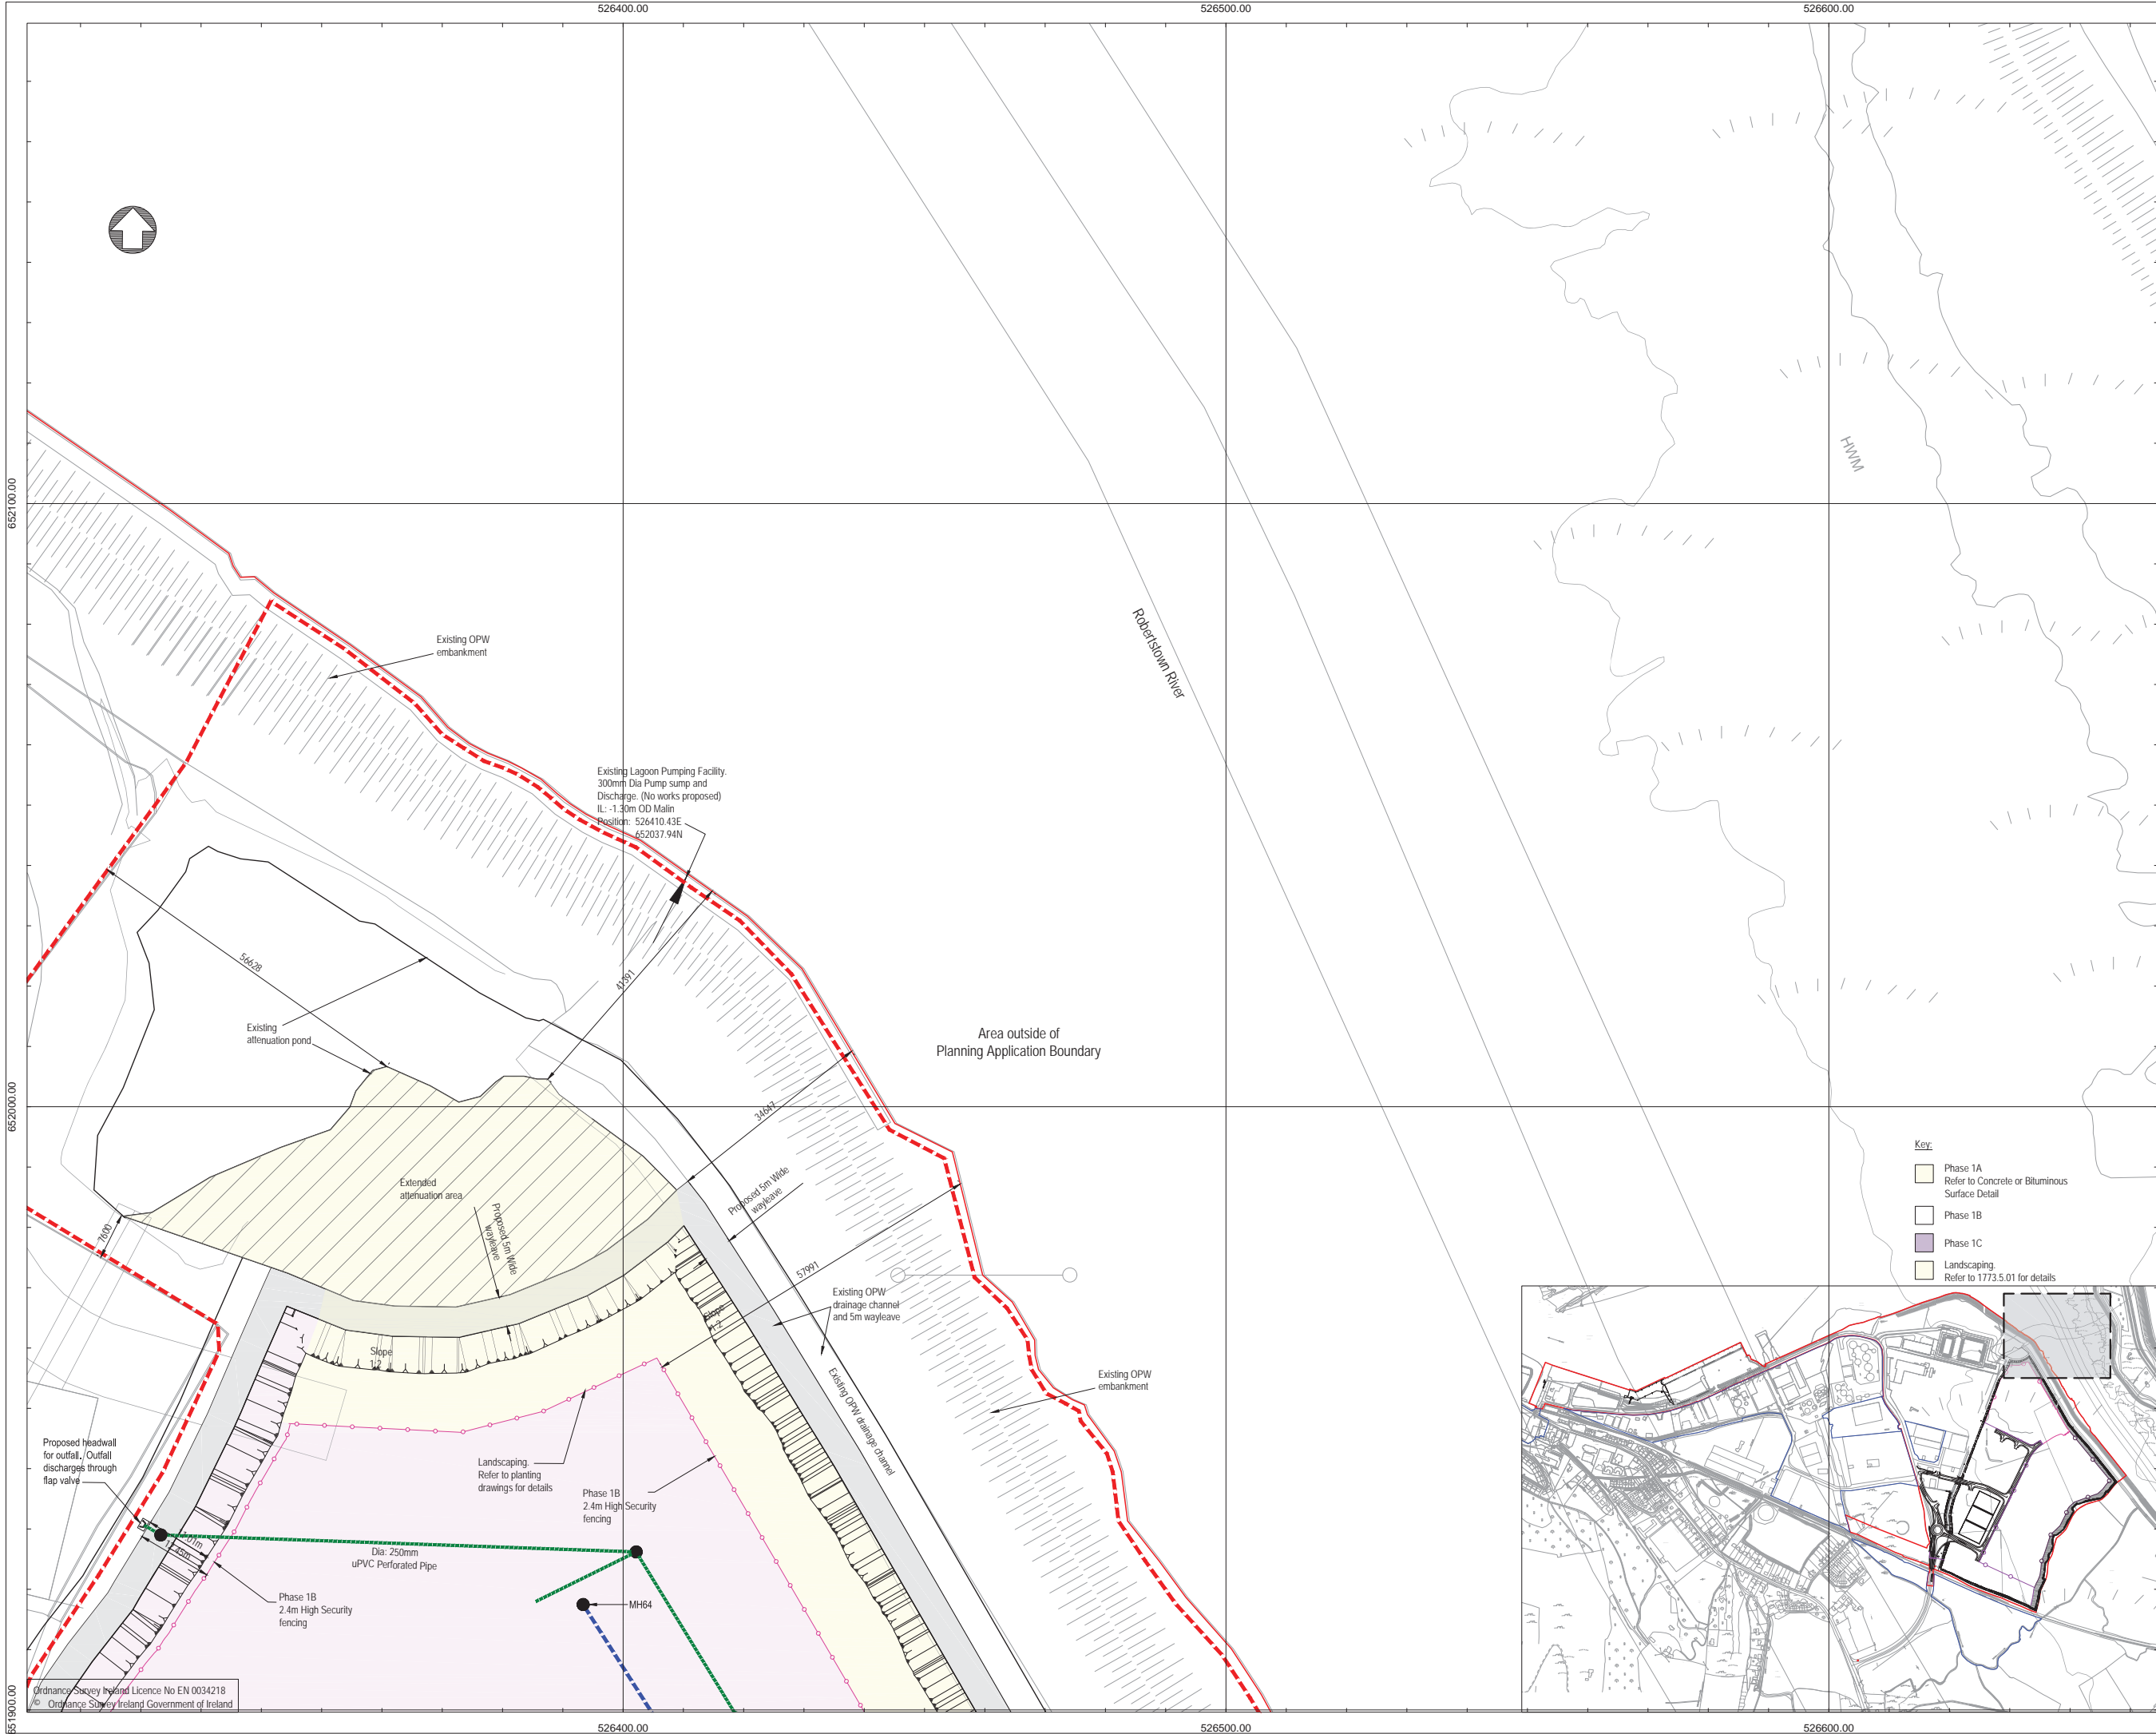 526400.00
526500.00
526600.00
652100.00
HWM
Robertstown River
Existing OPW
embankment
Existing Lagoon Pumping Facility.
300mm Dia Pump sump and
Discharge. (No works proposed)
IL: -1.30m OD Malin
Position: 526410.43E
652037.94N
56628
41391
Existing
attenuation pond
Area outside of
Planning Application Boundary
652000.00
34647
Extended
attenuation area
Proposed 5m Wide
wayleave
Proposed 5m Wide
wayleave
7600
57991
Existing OPW
drainage channel
and 5m wayleave
Slope
1:2
Slope
1:2
Existing OPW drainage channel
Existing OPW
embankment
Key:
Phase 1A
Refer to Concrete or Bituminous
Surface Detail
Phase 1B
Phase 1C
Landscaping.
Refer to 1773.5.01 for details
Proposed headwall
for outfall. Outfall
discharges through
flap valve
Landscaping.
Refer to planting
drawings for details
Phase 1B
2.4m High Security
fencing
Dia: 250mm
uPVC Perforated Pipe
Phase 1B
2.4m High Security
fencing
MH64
Ordnance Survey Ireland Licence No EN 0034218
© Ordnance Survey Ireland Government of Ireland
651900.00
526400.00
526500.00
526600.00